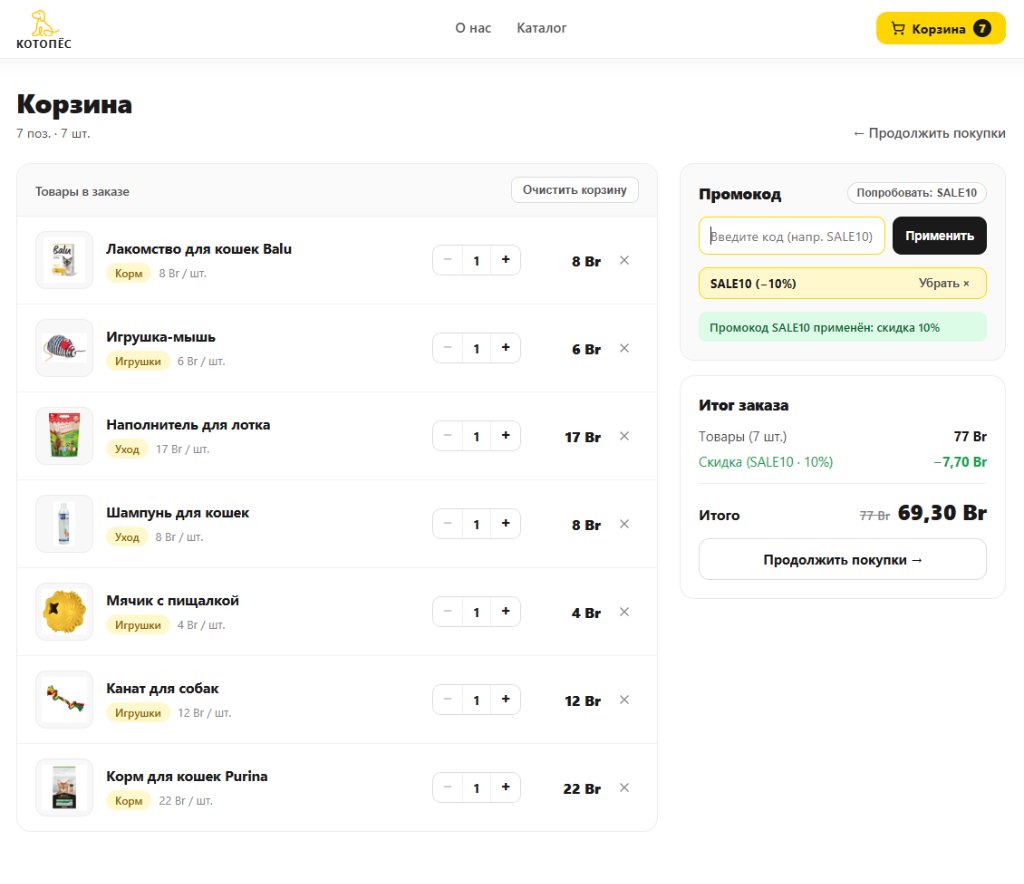 КОТОПЁС
О нас
Каталог
Корзина 7
Корзина
7 поз. · 7 шт.
← Продолжить покупки
Товары в заказе
Очистить корзину
Balu
Лакомство для кошек Balu
Корм 8 Br / шт.
− 1 +
8 Br ×
Игрушка-мышь
Игрушки 6 Br / шт.
− 1 +
6 Br ×
Наполнитель для лотка
Уход 17 Br / шт.
− 1 +
17 Br ×
Шампунь для кошек
Уход 8 Br / шт.
− 1 +
8 Br ×
Мячик с пищалкой
Игрушки 4 Br / шт.
− 1 +
4 Br ×
Канат для собак
Игрушки 12 Br / шт.
− 1 +
12 Br ×
Корм для кошек Purina
Корм 22 Br / шт.
− 1 +
22 Br ×
Промокод
Попробовать: SALE10
Введите код (напр. SALE10)
Применить
SALE10 (−10%)
Убрать ×
Промокод SALE10 применён: скидка 10%
Итог заказа
Товары (7 шт.) 77 Br
Скидка (SALE10 · 10%) −7,70 Br
Итого 77 Br 69,30 Br
Продолжить покупки →